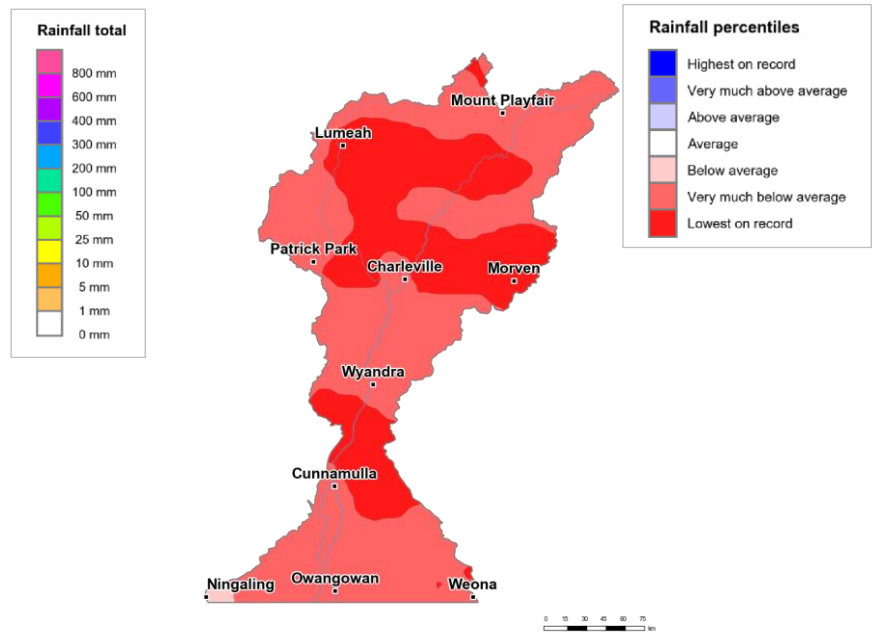 Rainfall total
800 mm
600 mm
400 mm
300 mm
200 mm
100 mm
50 mm
25 mm
10 mm
5 mm
1 mm
0 mm
Rainfall percentiles
Highest on record
Very much above average
Above average
Average
Below average
Very much below average
Lowest on record
Mount Playfair
Lumeah
Patrick Park
Charleville
Morven
Wyandra
Cunnamulla
Ningaling
Owangowan
Weona
0 15 30 45 60 75
km